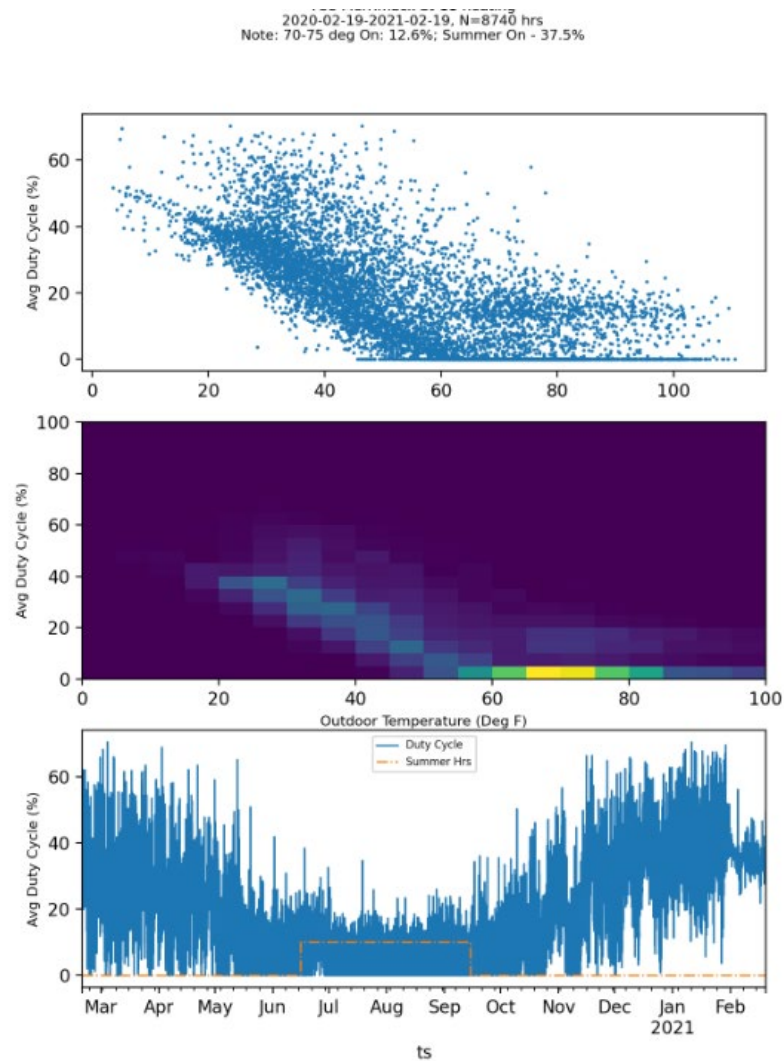 2020-02-19-2021-02-19, N=8740 hrs
Note: 70-75 deg On: 12.6%; Summer On - 37.5%
Avg Duty Cycle (%)
60
40
20
0
0 20 40 60 80 100
Avg Duty Cycle (%)
100
80
60
40
20
0
0 20 40 60 80 100
Outdoor Temperature (Deg F)
Duty Cycle
Summer Hrs
Avg Duty Cycle (%)
60
40
20
0
Mar Apr May Jun Jul Aug Sep Oct Nov Dec Jan Feb
2021
ts